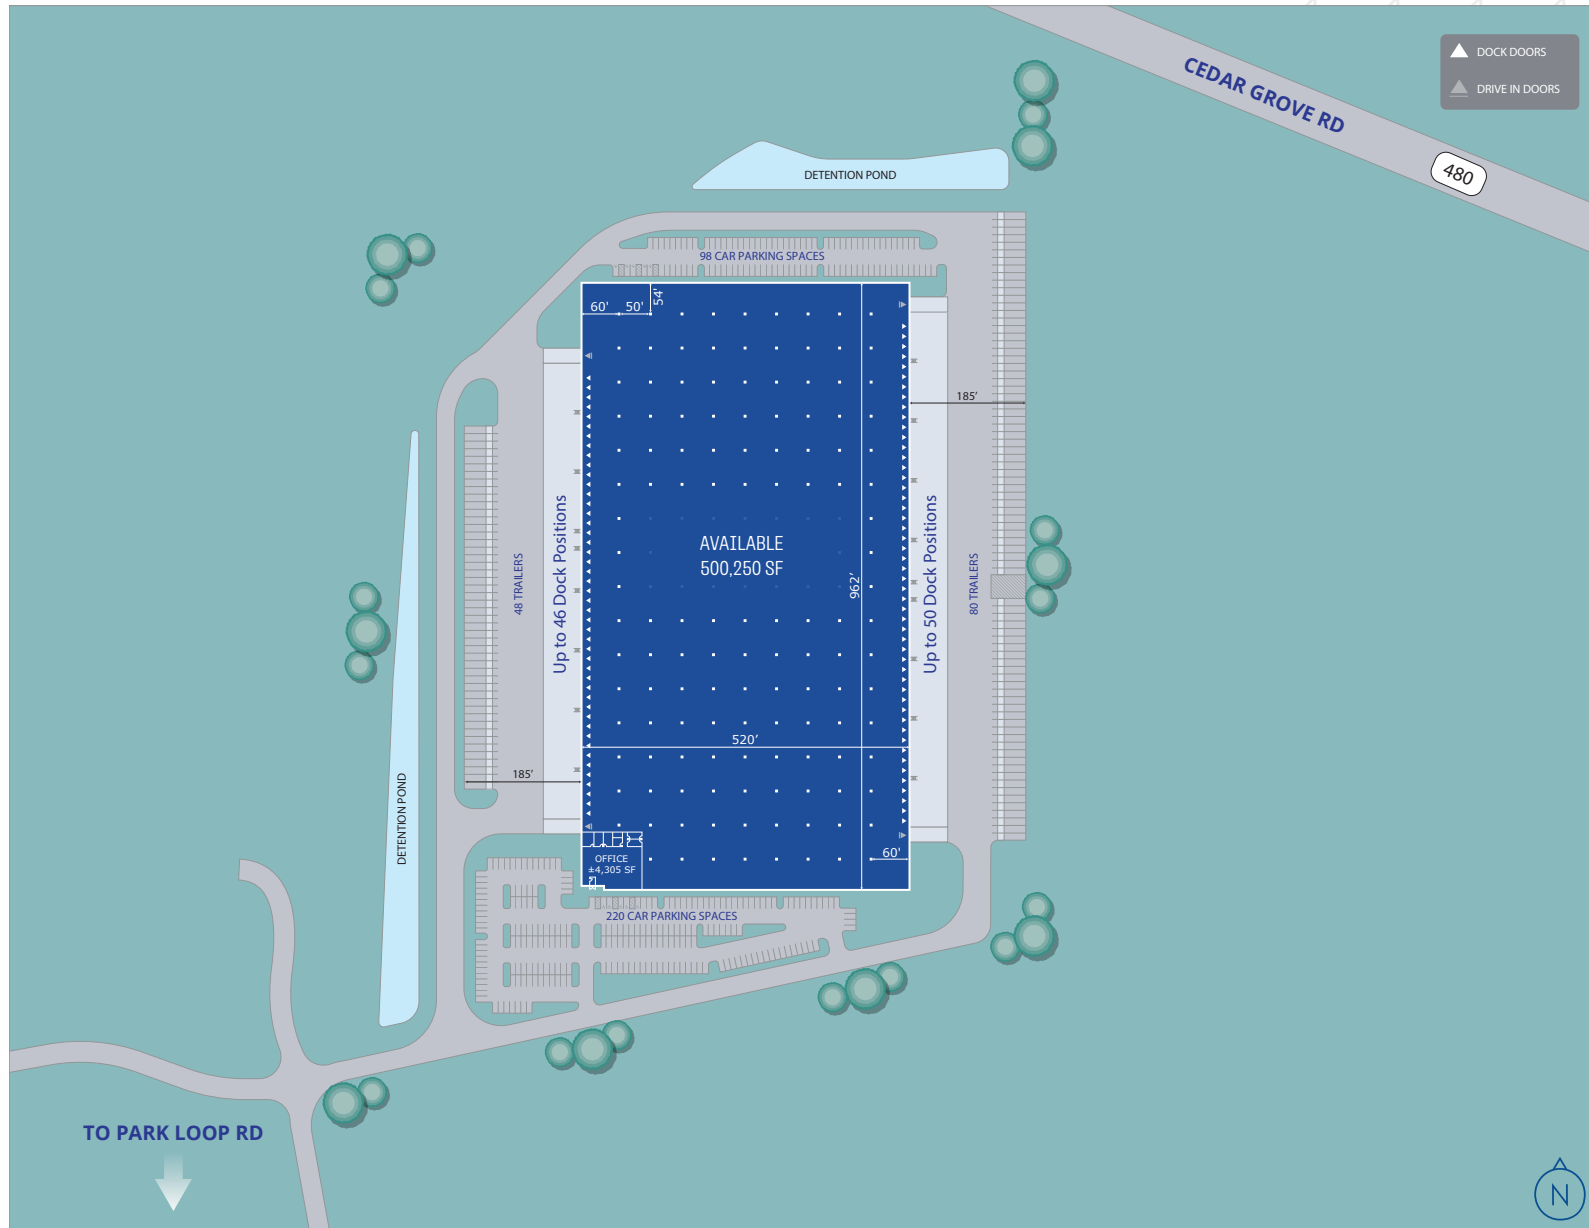 CEDAR GROVE RD
480
DOCK DOORS
DRIVE IN DOORS
DETENTION POND
98 CAR PARKING SPACES
60'
50'
54'
185'
AVAILABLE
500,250 SF
962'
520'
Up to 46 Dock Positions
48 TRAILERS
Up to 50 Dock Positions
80 TRAILERS
185'
DETENTION POND
OFFICE
±4,305 SF
60'
220 CAR PARKING SPACES
TO PARK LOOP RD
N